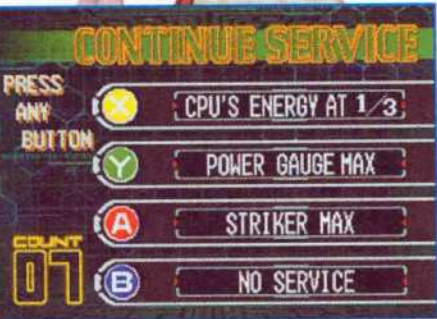 CONTINUE SERVICE
PRESS
ANY
BUTTON
X CPU'S ENERGY AT 1/3
Y POWER GAUGE MAX
A STRIKER MAX
B NO SERVICE
COUNT
07